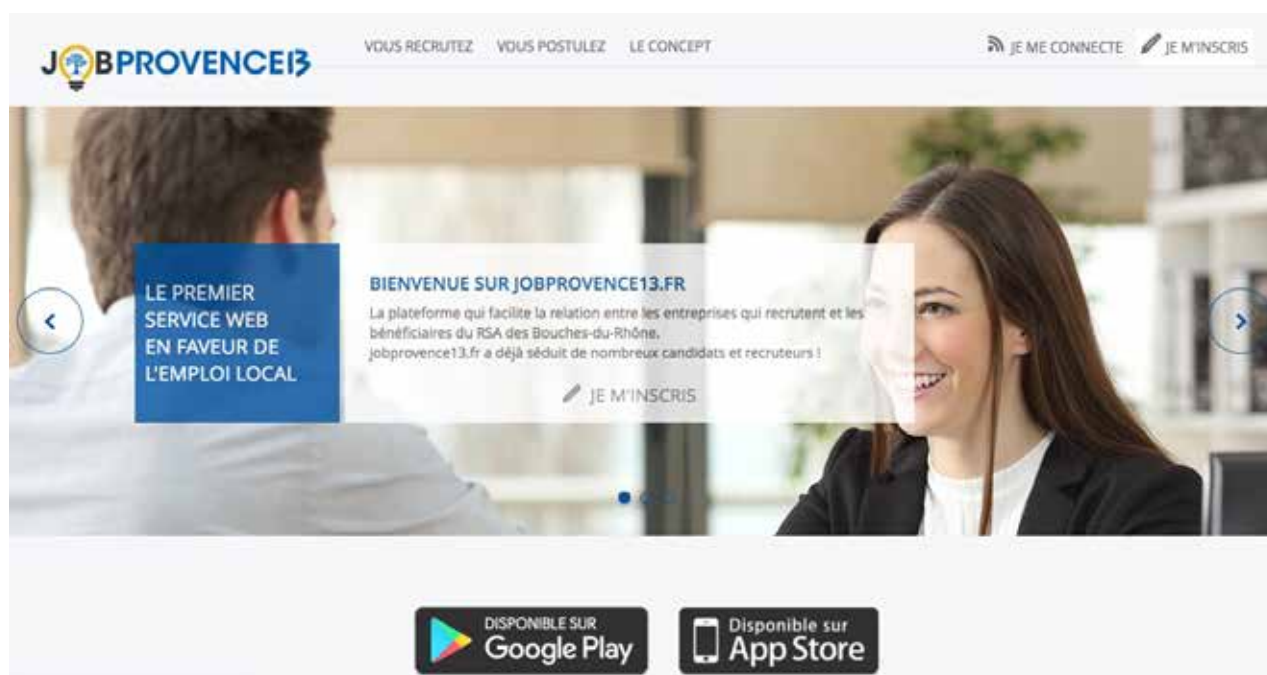 JOBPROVENCE13
VOUS RECRUTEZ VOUS POSTULEZ LE CONCEPT
JE ME CONNECTE JE M'INSCRIS
LE PREMIER
SERVICE WEB
EN FAVEUR DE
L'EMPLOI LOCAL
BIENVENUE SUR JOBPROVENCE13.FR
La plateforme qui facilite la relation entre les entreprises qui recrutent et les
bénéficiaires du RSA des Bouches-du-Rhône.
jobprovence13.fr a déjà séduit de nombreux candidats et recruteurs !
JE M'INSCRIS
DISPONIBLE SUR
Google Play
Disponible sur
App Store